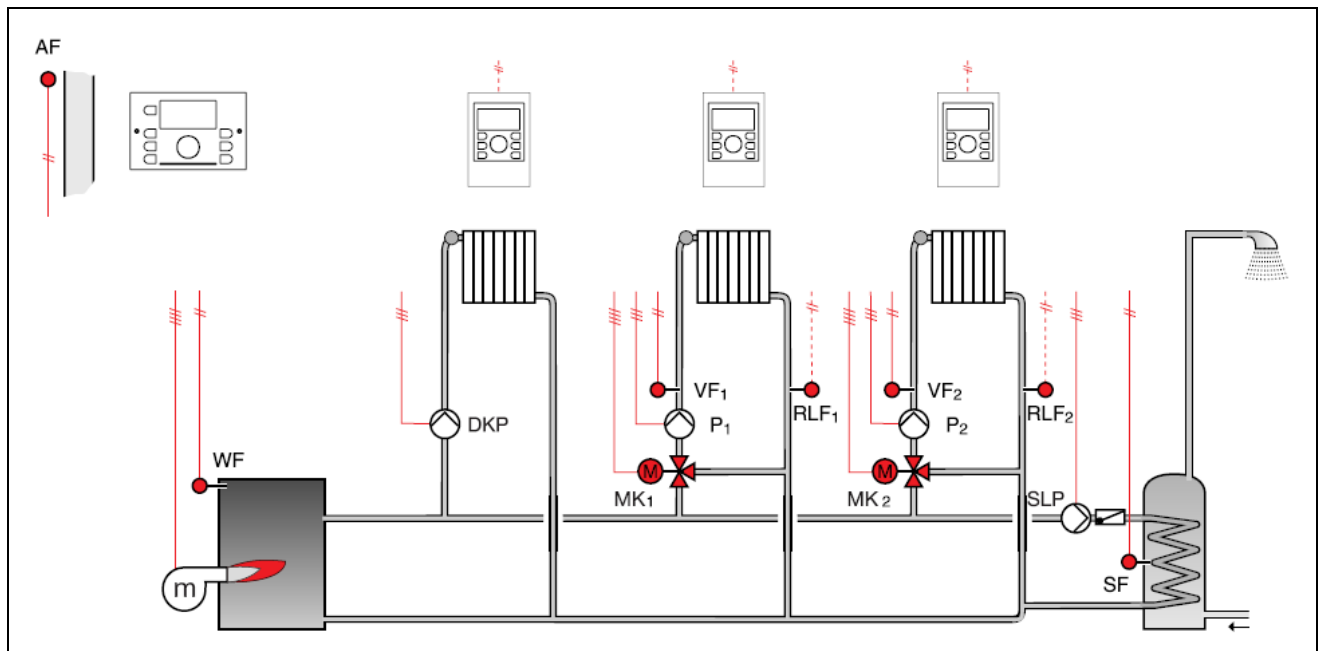 AF
VF₁
RLF₁
VF₂
RLF₂
DKP
P₁
P₂
WF
M
M
MK₁
MK₂
SLP
m
SF